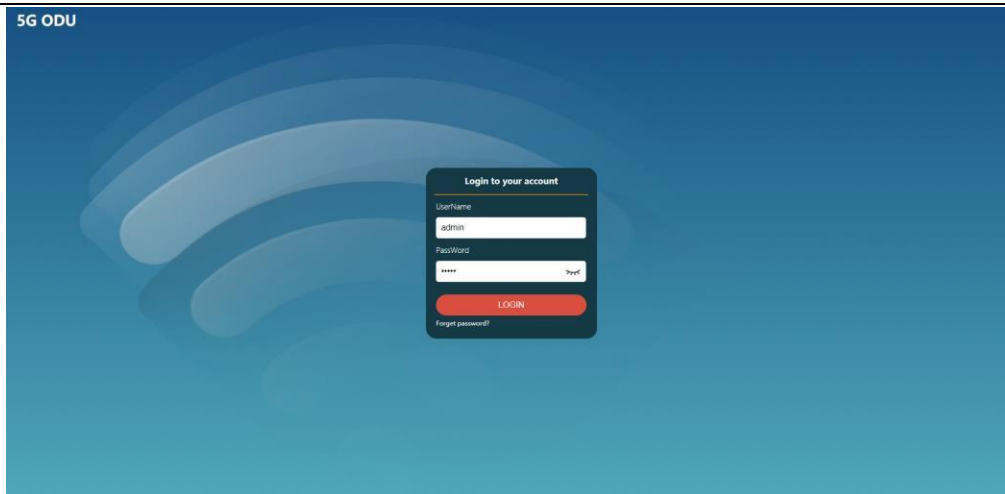 5G ODU
Login to your account
UserName
admin
PassWord
•••••
LOGIN
Forget password?